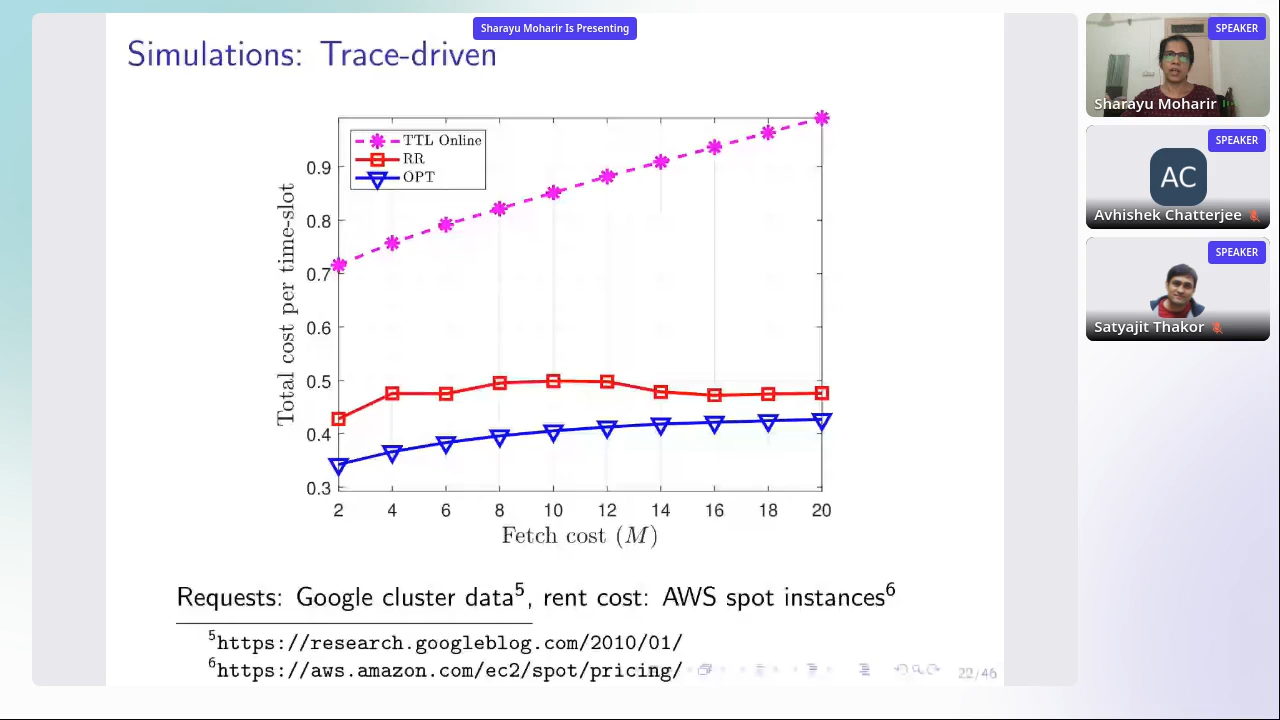 Sharayu Moharir Is Presenting
Simulations: Trace-driven
TTL Online
RR
OPT
0.9
0.8
0.7
0.6
0.5
0.4
0.3
Total cost per time-slot
2 4 6 8 10 12 14 16 18 20
Fetch cost (M)
Requests: Google cluster data⁵, rent cost: AWS spot instances⁶
⁵https://research.googleblog.com/2010/01/
⁶https://aws.amazon.com/ec2/spot/pricing/
22/46
SPEAKER
Sharayu Moharir
SPEAKER
AC
Avhishek Chatterjee
SPEAKER
Satyajit Thakor